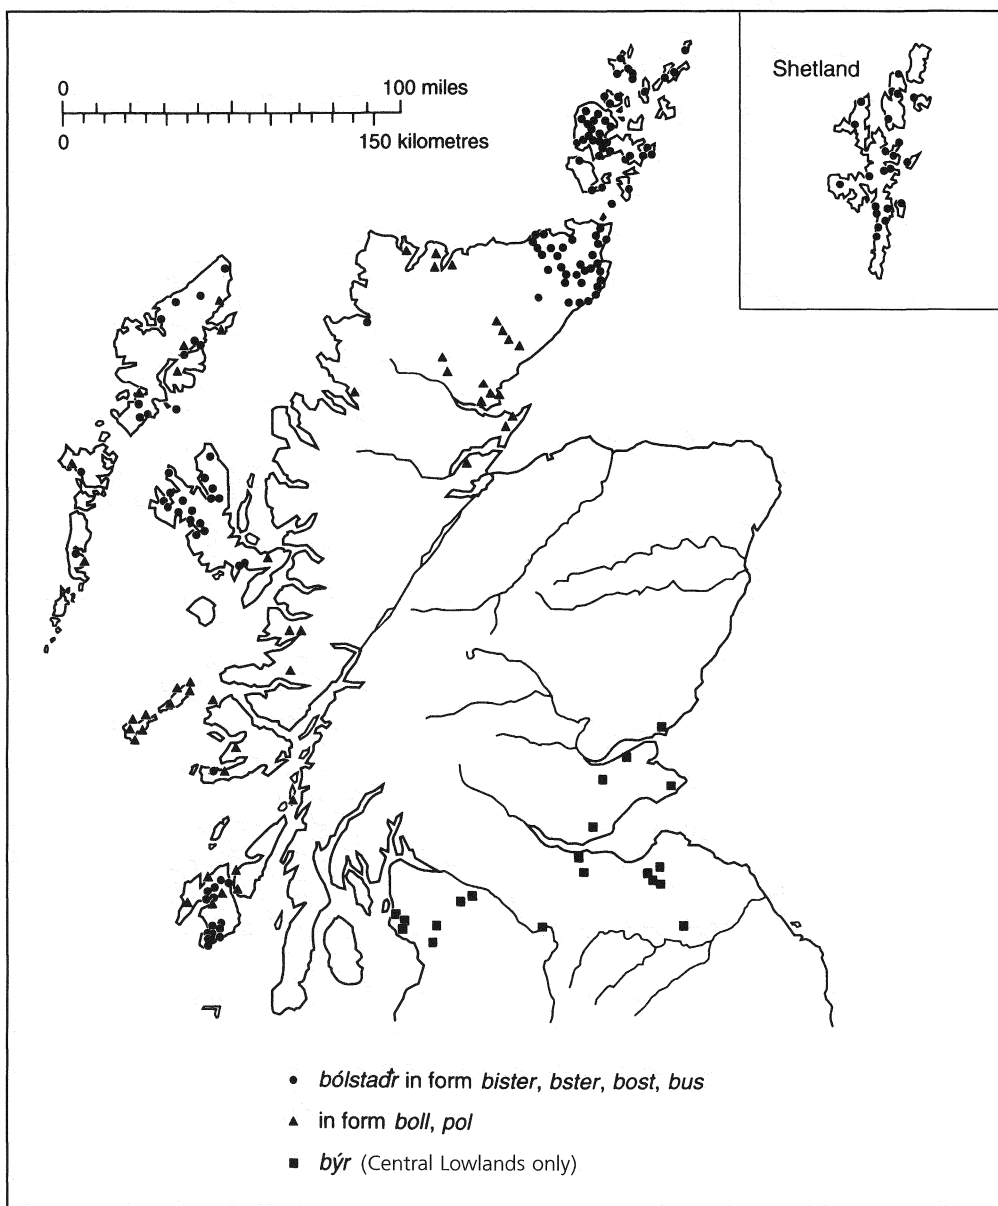 0 100 miles
0 150 kilometres
Shetland
bólstađr in form bister, bster, bost, bus
in form boll, pol
býr (Central Lowlands only)